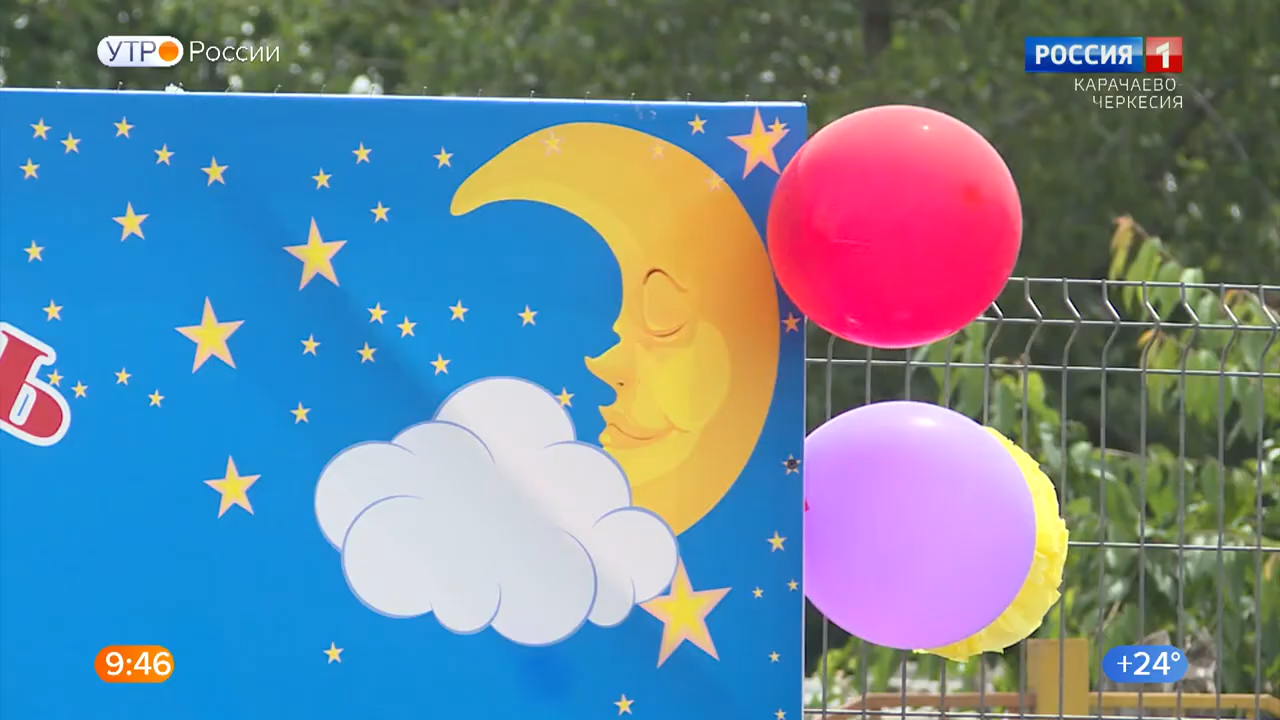 УТРО России
РОССИЯ 1
КАРАЧАЕВО-
ЧЕРКЕСИЯ
Ь
9:46
+24°